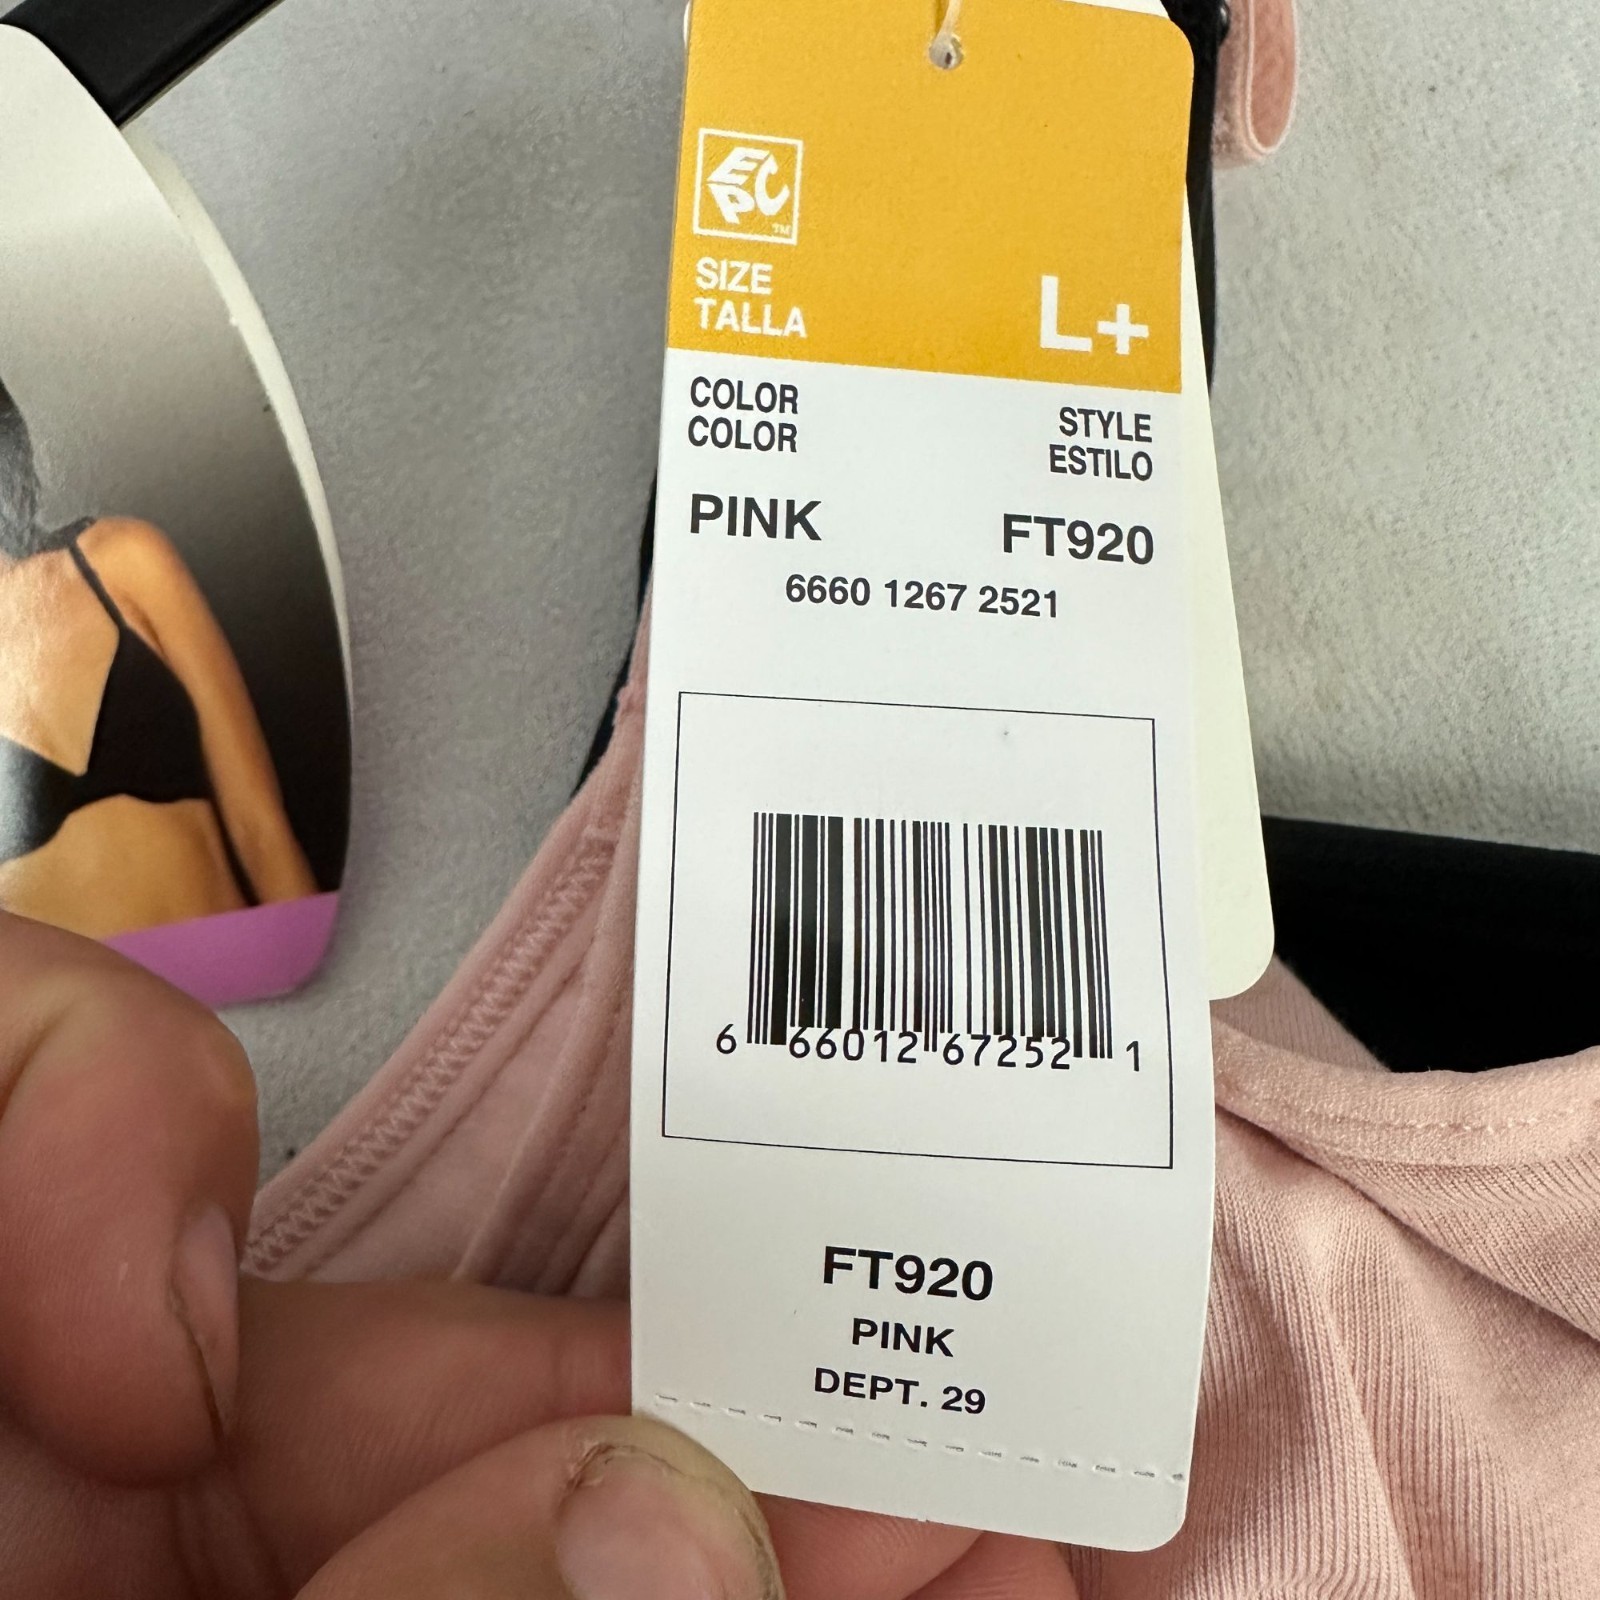 EPC
TM
SIZE
TALLA
L+
COLOR
COLOR
STYLE
ESTILO
PINK
FT920
6660 1267 2521
6 66012 67252 1
FT920
PINK
DEPT. 29